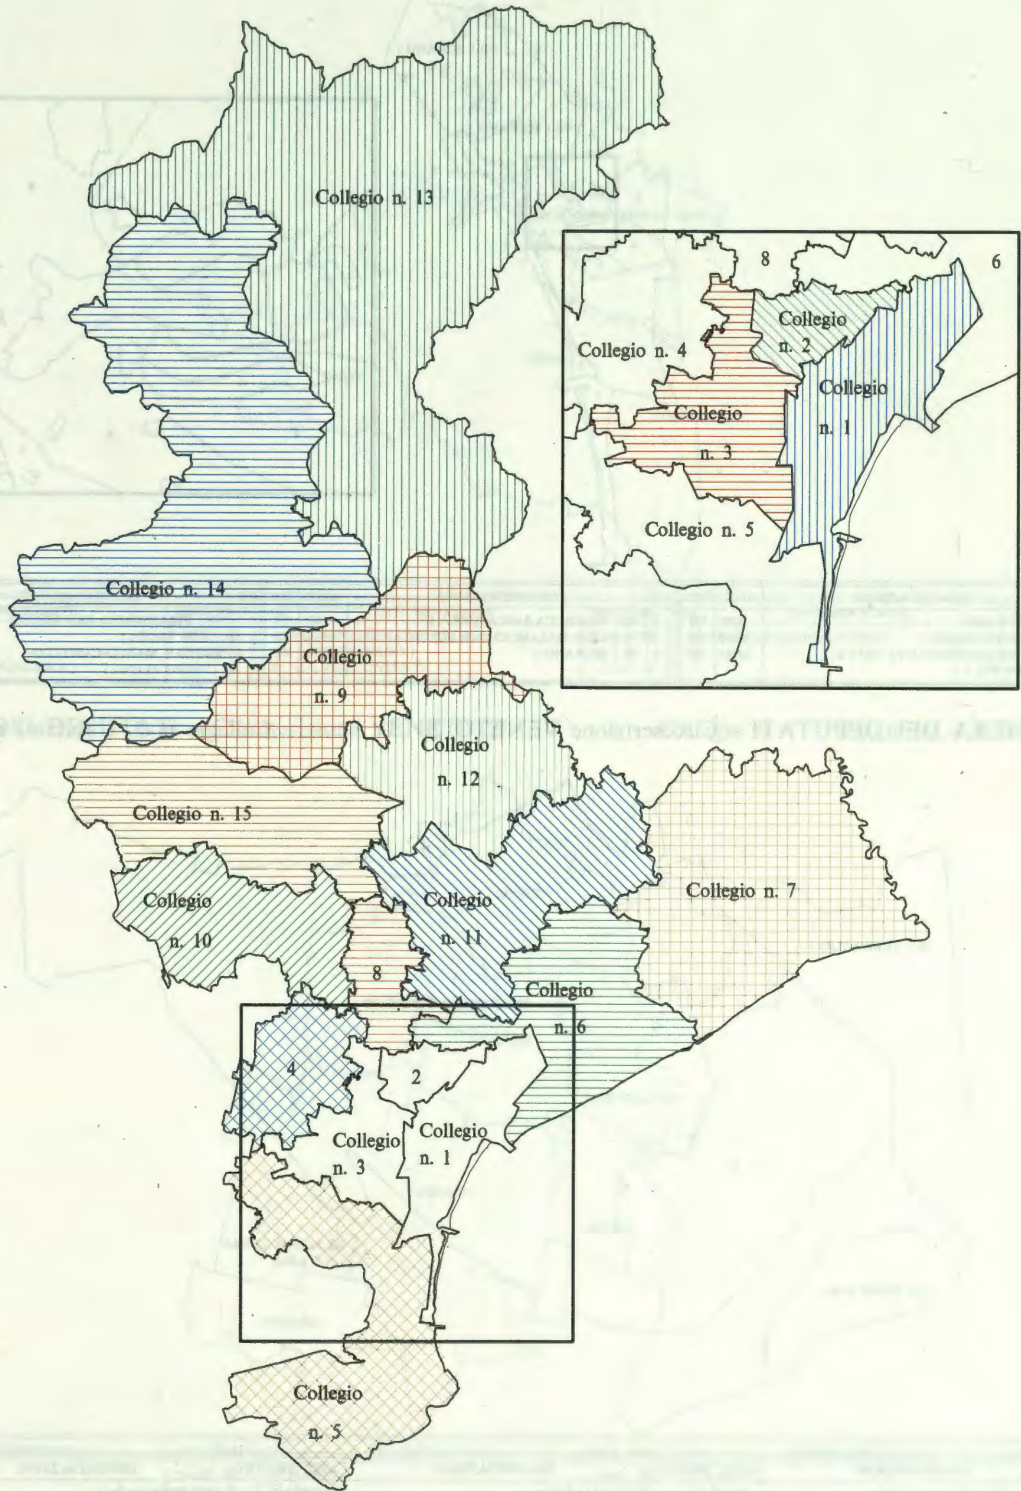 Collegio n. 13
8
6
Collegio
n. 2
Collegio n. 4
Collegio
n. 1
Collegio
n. 3
Collegio n. 5
Collegio n. 14
Collegio
n. 9
Collegio
n. 12
Collegio n. 15
Collegio n. 7
Collegio
n. 10
Collegio
n. 11
8
Collegio
n. 6
4
2
Collegio
n. 1
Collegio
n. 3
Collegio
n. 5